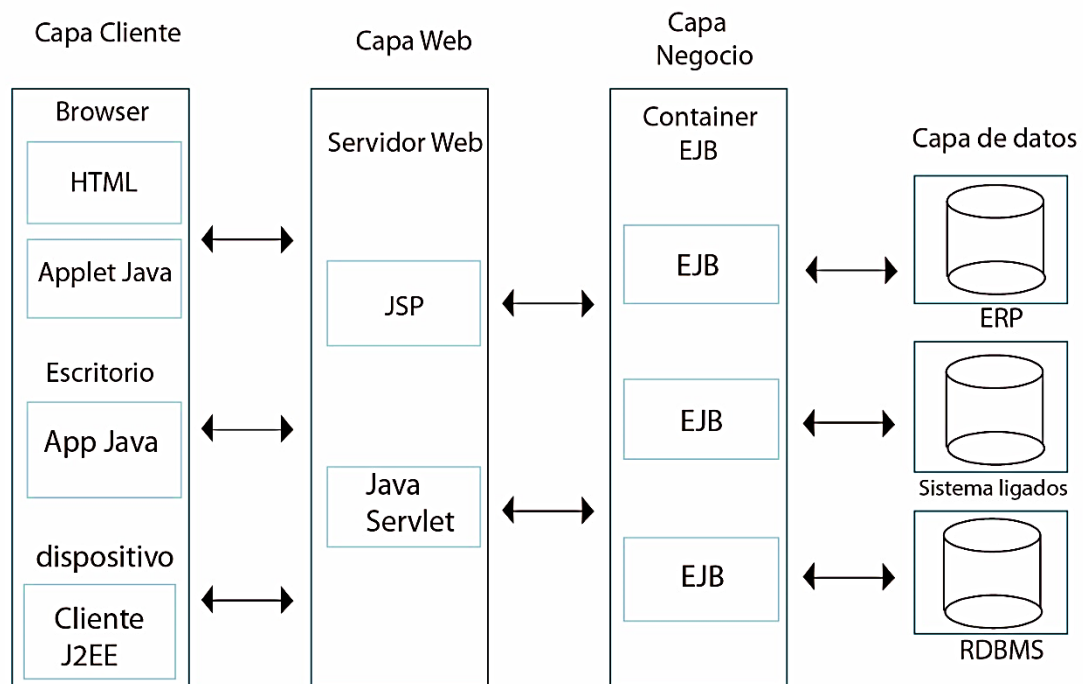 Capa Cliente
Browser
HTML
Applet Java
Escritorio
App Java
dispositivo
Cliente
J2EE
Capa Web
Servidor Web
JSP
Java
Servlet
Capa
Negocio
Container
EJB
EJB
EJB
EJB
Capa de datos
ERP
Sistema ligados
RDBMS